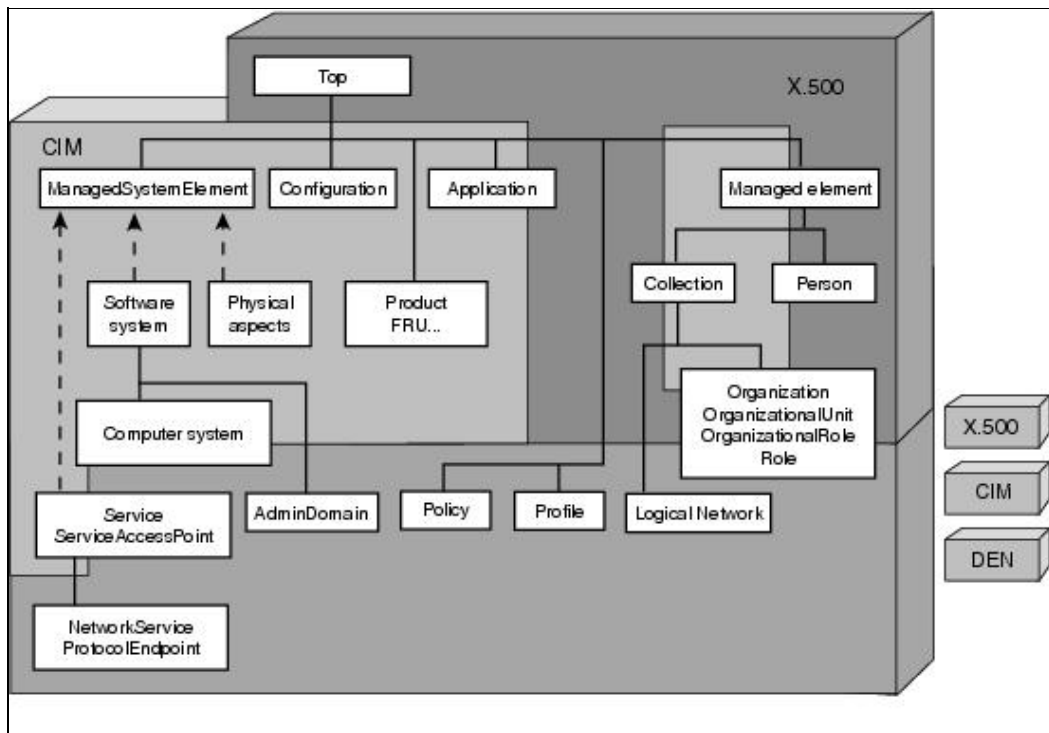 Top
X.500
CIM
ManagedSystemElement
Configuration
Application
Managed element
Software
system
Physical
aspects
Product
FRU...
Collection
Person
Computer system
Organization
OrganizationalUnit
OrganizationalRole
Role
X.500
CIM
DEN
Service
ServiceAccessPoint
AdminDomain
Policy
Profile
Logical Network
NetworkService
ProtocolEndpoint